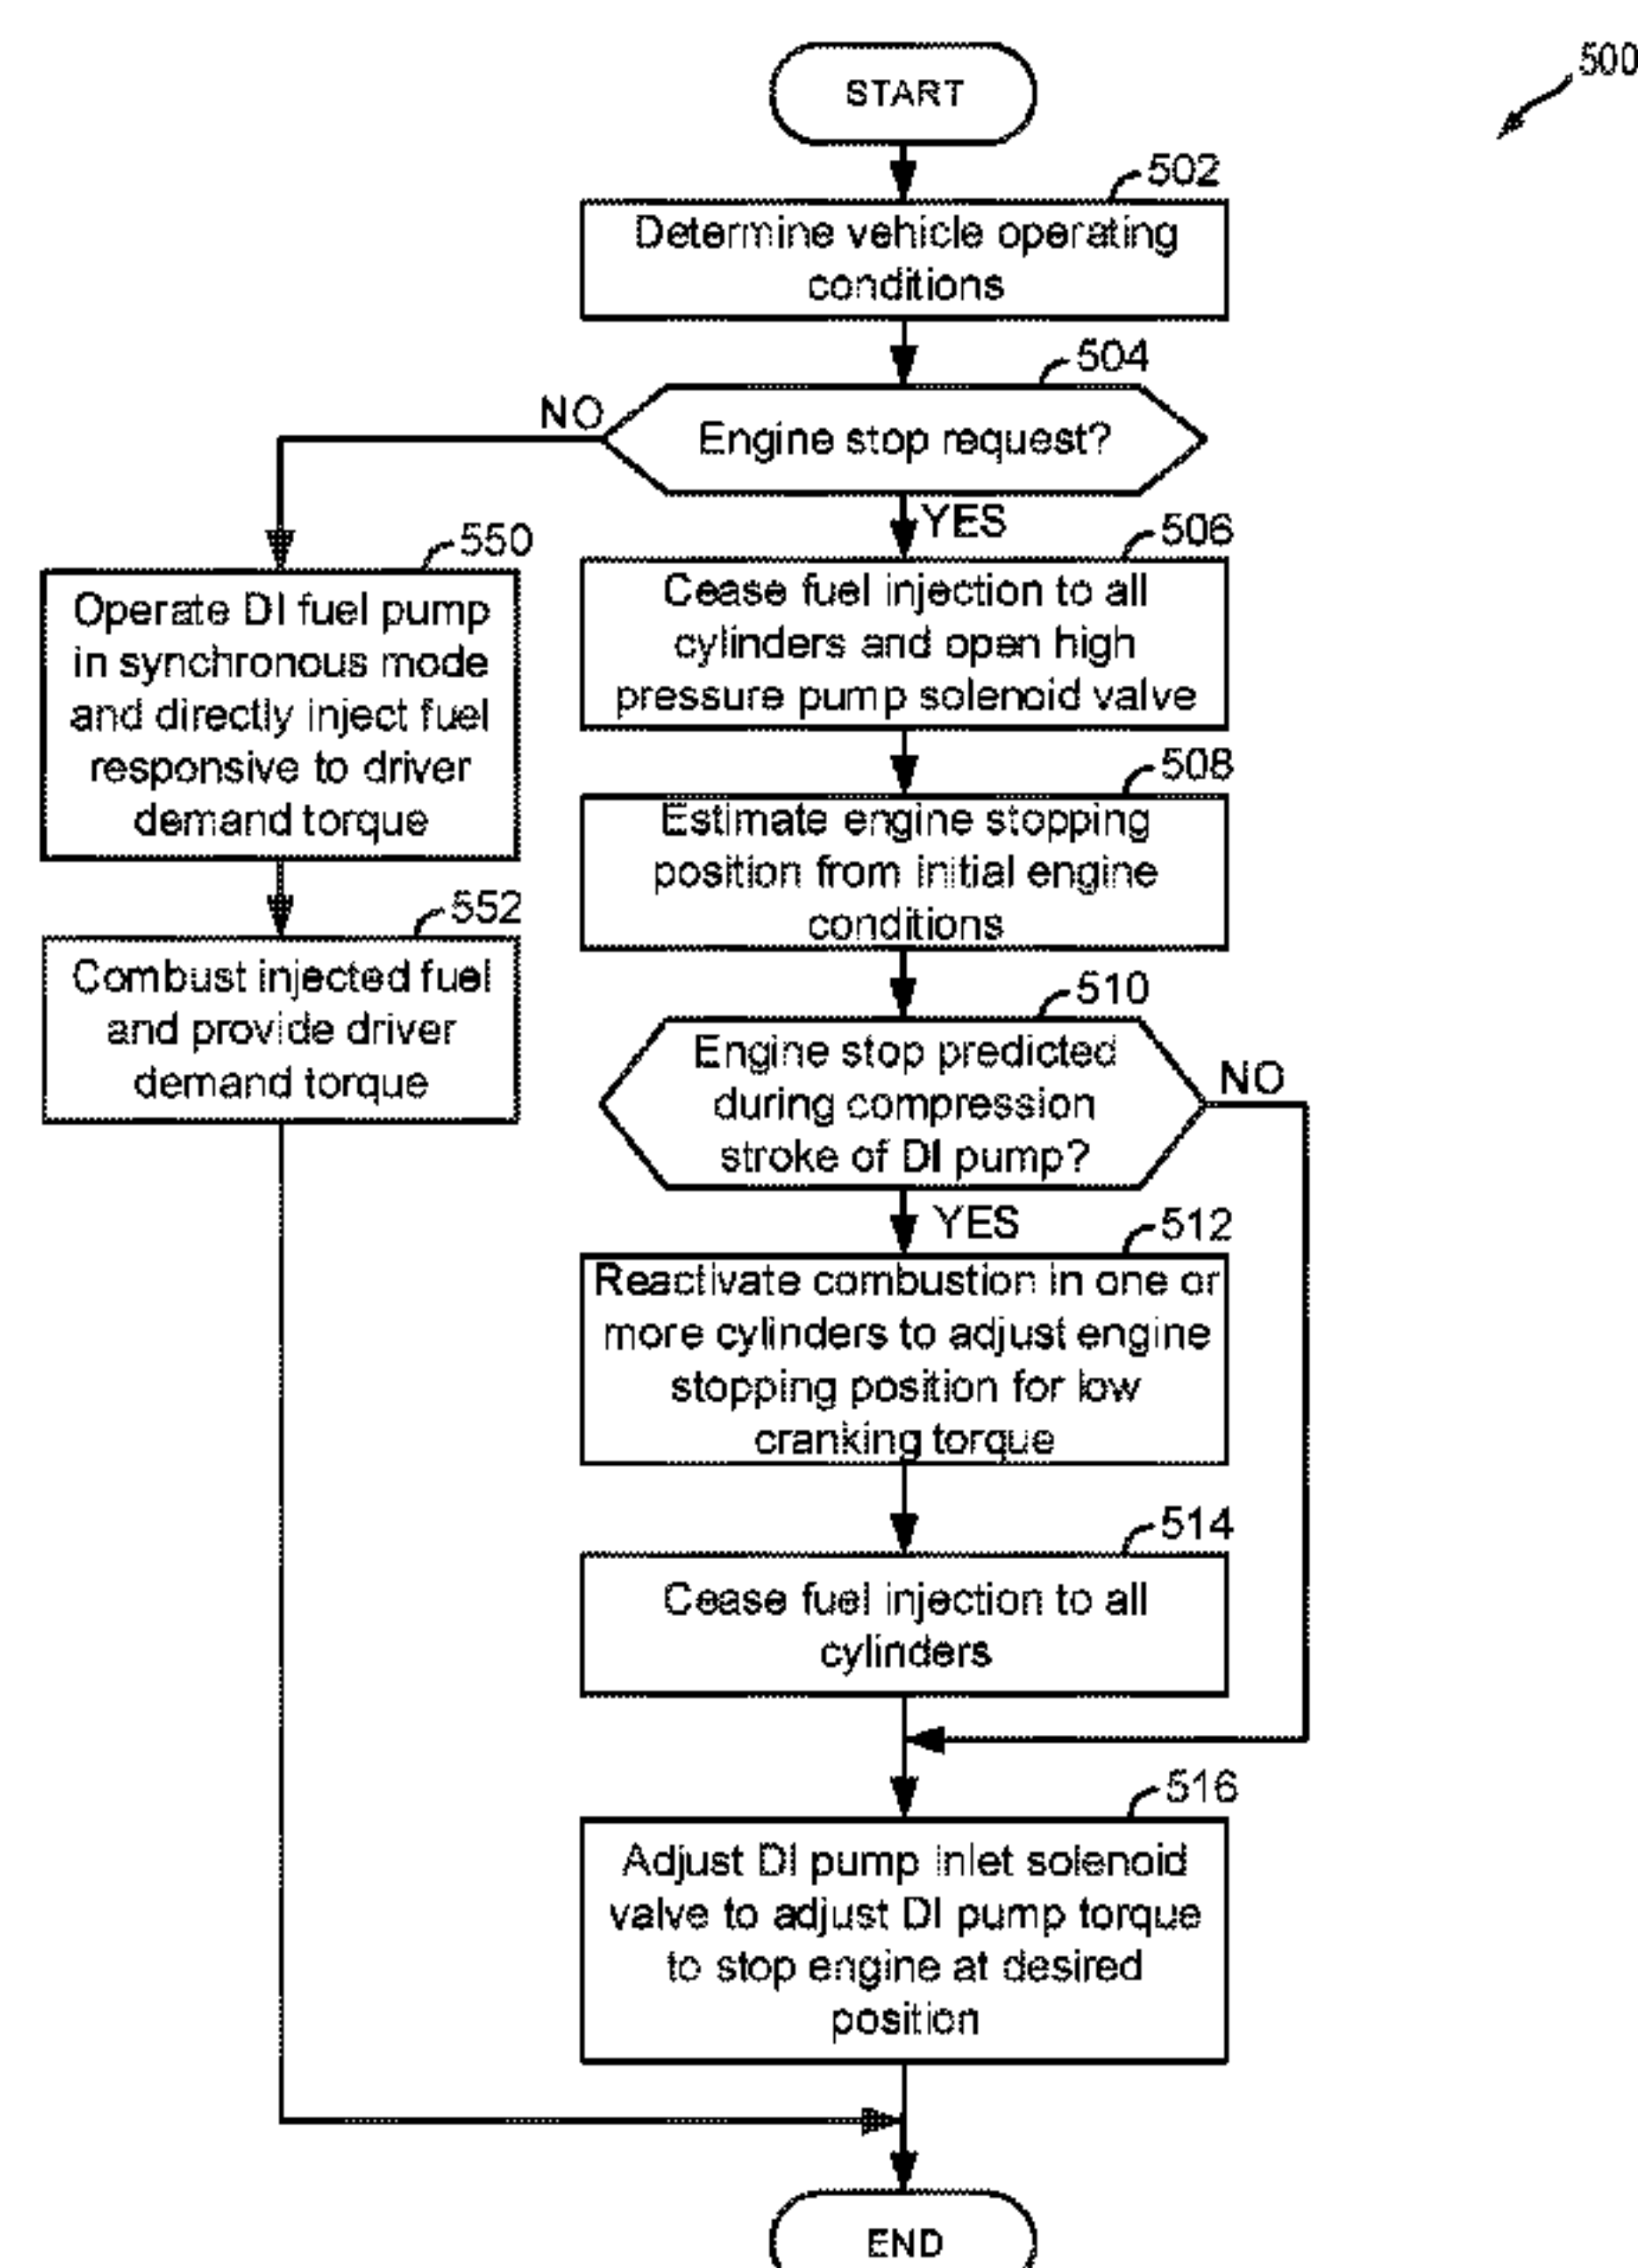 500
START
502
Determine vehicle operating
conditions
504
Engine stop request?
NO
YES
506
Cease fuel injection to all
cylinders and open high
pressure pump solenoid valve
550
Operate DI fuel pump
in synchronous mode
and directly inject fuel
responsive to driver
demand torque
508
Estimate engine stopping
position from initial engine
conditions
552
Combust injected fuel
and provide driver
demand torque
510
Engine stop predicted
during compression
stroke of DI pump?
NO
YES
512
Reactivate combustion in one or
more cylinders to adjust engine
stopping position for low
cranking torque
514
Cease fuel injection to all
cylinders
516
Adjust DI pump inlet solenoid
valve to adjust DI pump torque
to stop engine at desired
position
END